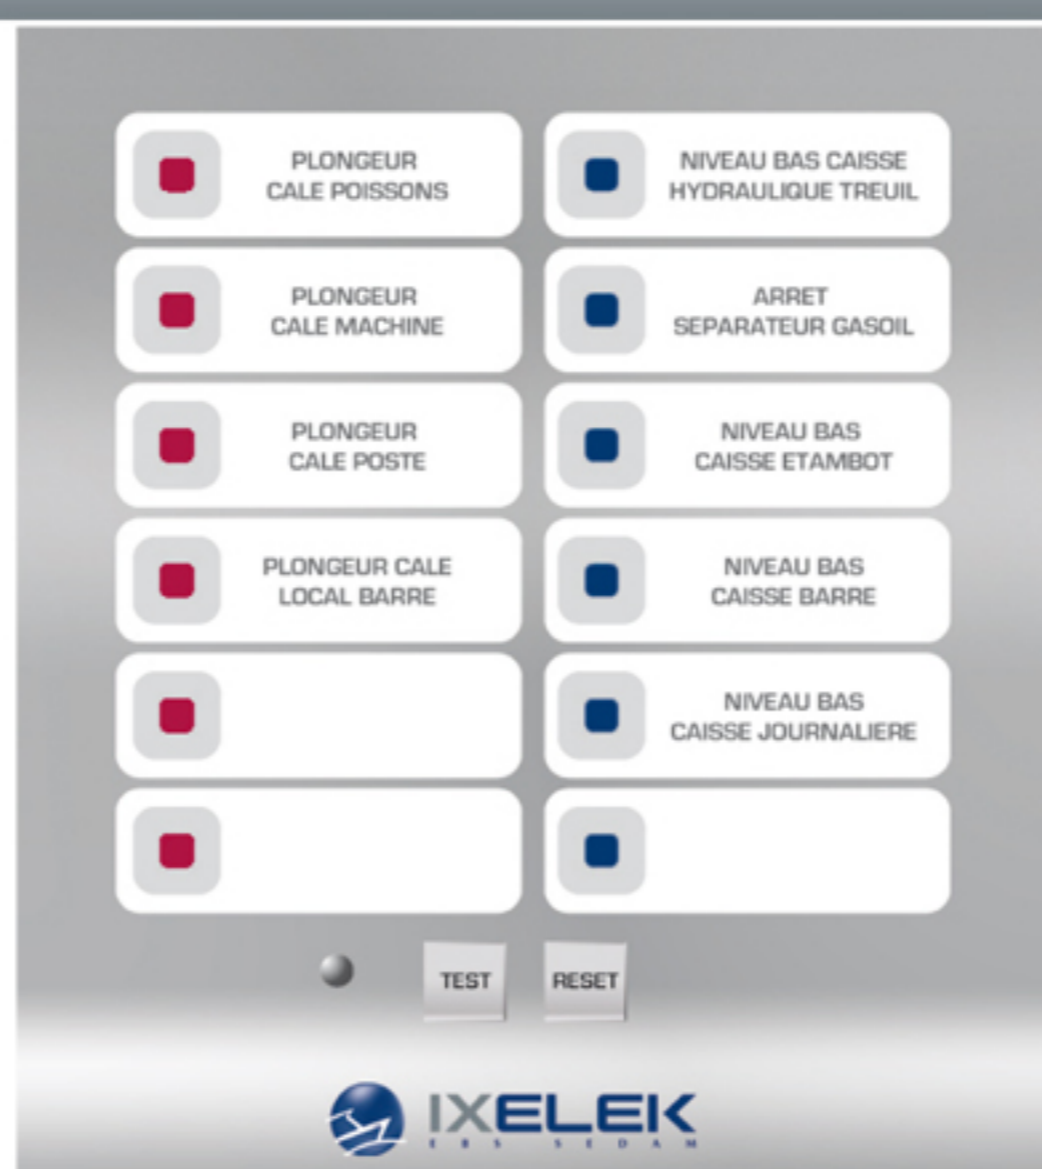 PLONGEUR
CALE POISSONS
NIVEAU BAS CAISSE
HYDRAULIQUE TREUIL
PLONGEUR
CALE MACHINE
ARRET
SEPARATEUR GASOIL
PLONGEUR
CALE POSTE
NIVEAU BAS
CAISSE ETAMBOT
PLONGEUR CALE
LOCAL BARRE
NIVEAU BAS
CAISSE BARRE
NIVEAU BAS
CAISSE JOURNALIERE
TEST
RESET
IXELEK
EBS SEDAM